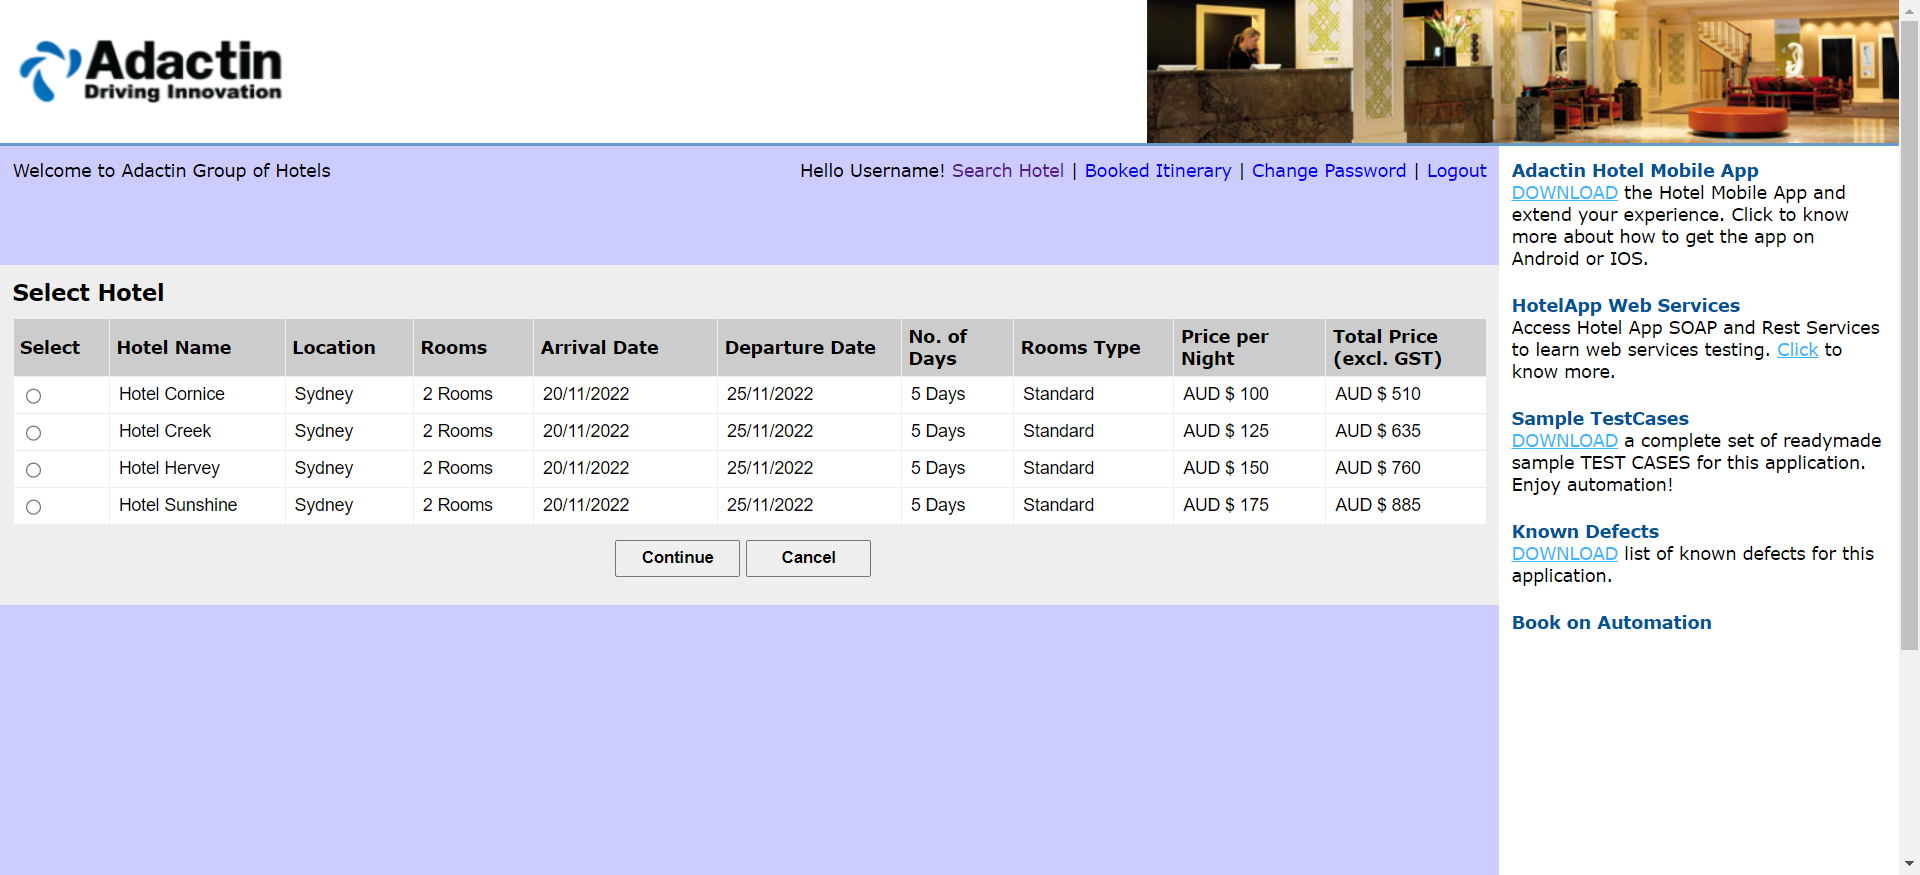 Adactin
Driving Innovation
Welcome to Adactin Group of Hotels
Hello Username! Search Hotel | Booked Itinerary | Change Password | Logout
Select Hotel
Select Hotel Name Location Rooms Arrival Date Departure Date No. of Days Rooms Type Price per Night Total Price (excl. GST)
Hotel Cornice Sydney 2 Rooms 20/11/2022 25/11/2022 5 Days Standard AUD $ 100 AUD $ 510
Hotel Creek Sydney 2 Rooms 20/11/2022 25/11/2022 5 Days Standard AUD $ 125 AUD $ 635
Hotel Hervey Sydney 2 Rooms 20/11/2022 25/11/2022 5 Days Standard AUD $ 150 AUD $ 760
Hotel Sunshine Sydney 2 Rooms 20/11/2022 25/11/2022 5 Days Standard AUD $ 175 AUD $ 885
Continue Cancel
Adactin Hotel Mobile App
DOWNLOAD the Hotel Mobile App and
extend your experience. Click to know
more about how to get the app on
Android or IOS.
HotelApp Web Services
Access Hotel App SOAP and Rest Services
to learn web services testing. Click to
know more.
Sample TestCases
DOWNLOAD a complete set of readymade
sample TEST CASES for this application.
Enjoy automation!
Known Defects
DOWNLOAD list of known defects for this
application.
Book on Automation